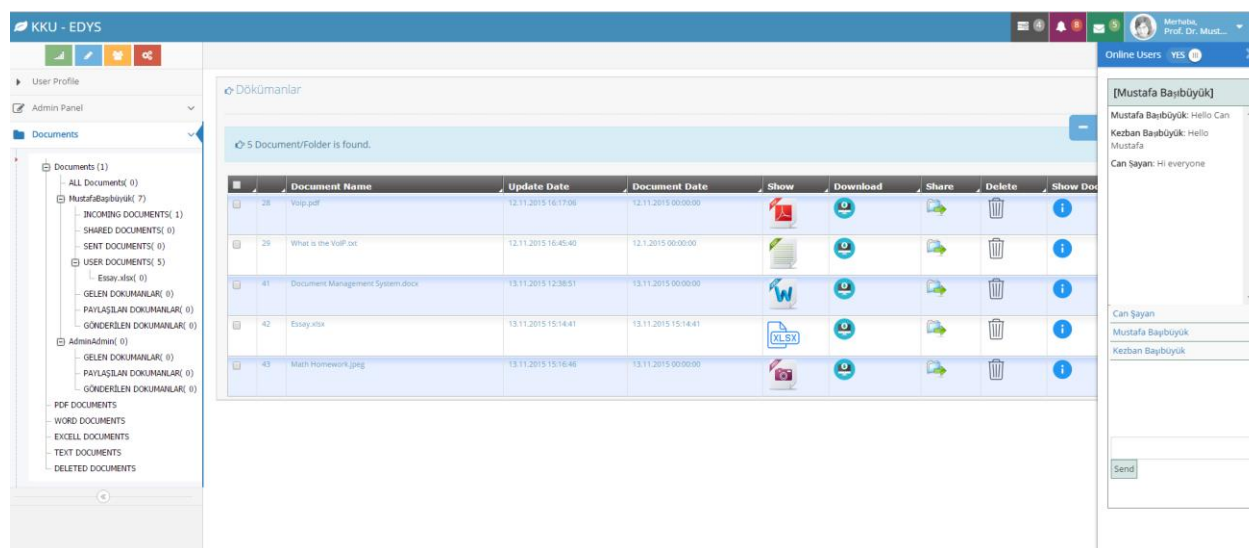 KKU - EDYS
4
8
5
Merhaba,
Prof. Dr. Must...
Online Users YES
User Profile
Admin Panel
Documents
Documents (1)
ALL Documents( 0)
MustafaBaşıbüyük( 7)
INCOMING DOCUMENTS( 1)
SHARED DOCUMENTS( 0)
SENT DOCUMENTS( 0)
USER DOCUMENTS( 5)
Essay.xlsx( 0)
GELEN DOKUMANLAR( 0)
PAYLAŞILAN DOKUMANLAR( 0)
GÖNDERİLEN DOKUMANLAR( 0)
AdminAdmin( 0)
GELEN DOKUMANLAR( 0)
PAYLAŞILAN DOKUMANLAR( 0)
GÖNDERİLEN DOKUMANLAR( 0)
PDF DOCUMENTS
WORD DOCUMENTS
EXCELL DOCUMENTS
TEXT DOCUMENTS
DELETED DOCUMENTS
Dökümanlar
5 Document/Folder is found.
Document Name Update Date Document Date Show Download Share Delete Show Doc
28 Voip.pdf 12.11.2015 16:17:06 12.11.2015 00:00:00
29 What is the VoIP.txt 12.11.2015 16:45:40 12.1.2015 00:00:00
41 Document Management System.docx 13.11.2015 12:38:51 13.11.2015 00:00:00
W
42 Essay.xlsx 13.11.2015 15:14:41 13.11.2015 15:14:41
XLSX
43 Math Homework.jpeg 13.11.2015 15:16:46 13.11.2015 00:00:00
[Mustafa Başıbüyük]
Mustafa Başıbüyük: Hello Can
Kezban Başıbüyük: Hello
Mustafa
Can Şayan: Hi everyone
Can Şayan
Mustafa Başıbüyük
Kezban Başıbüyük
Send